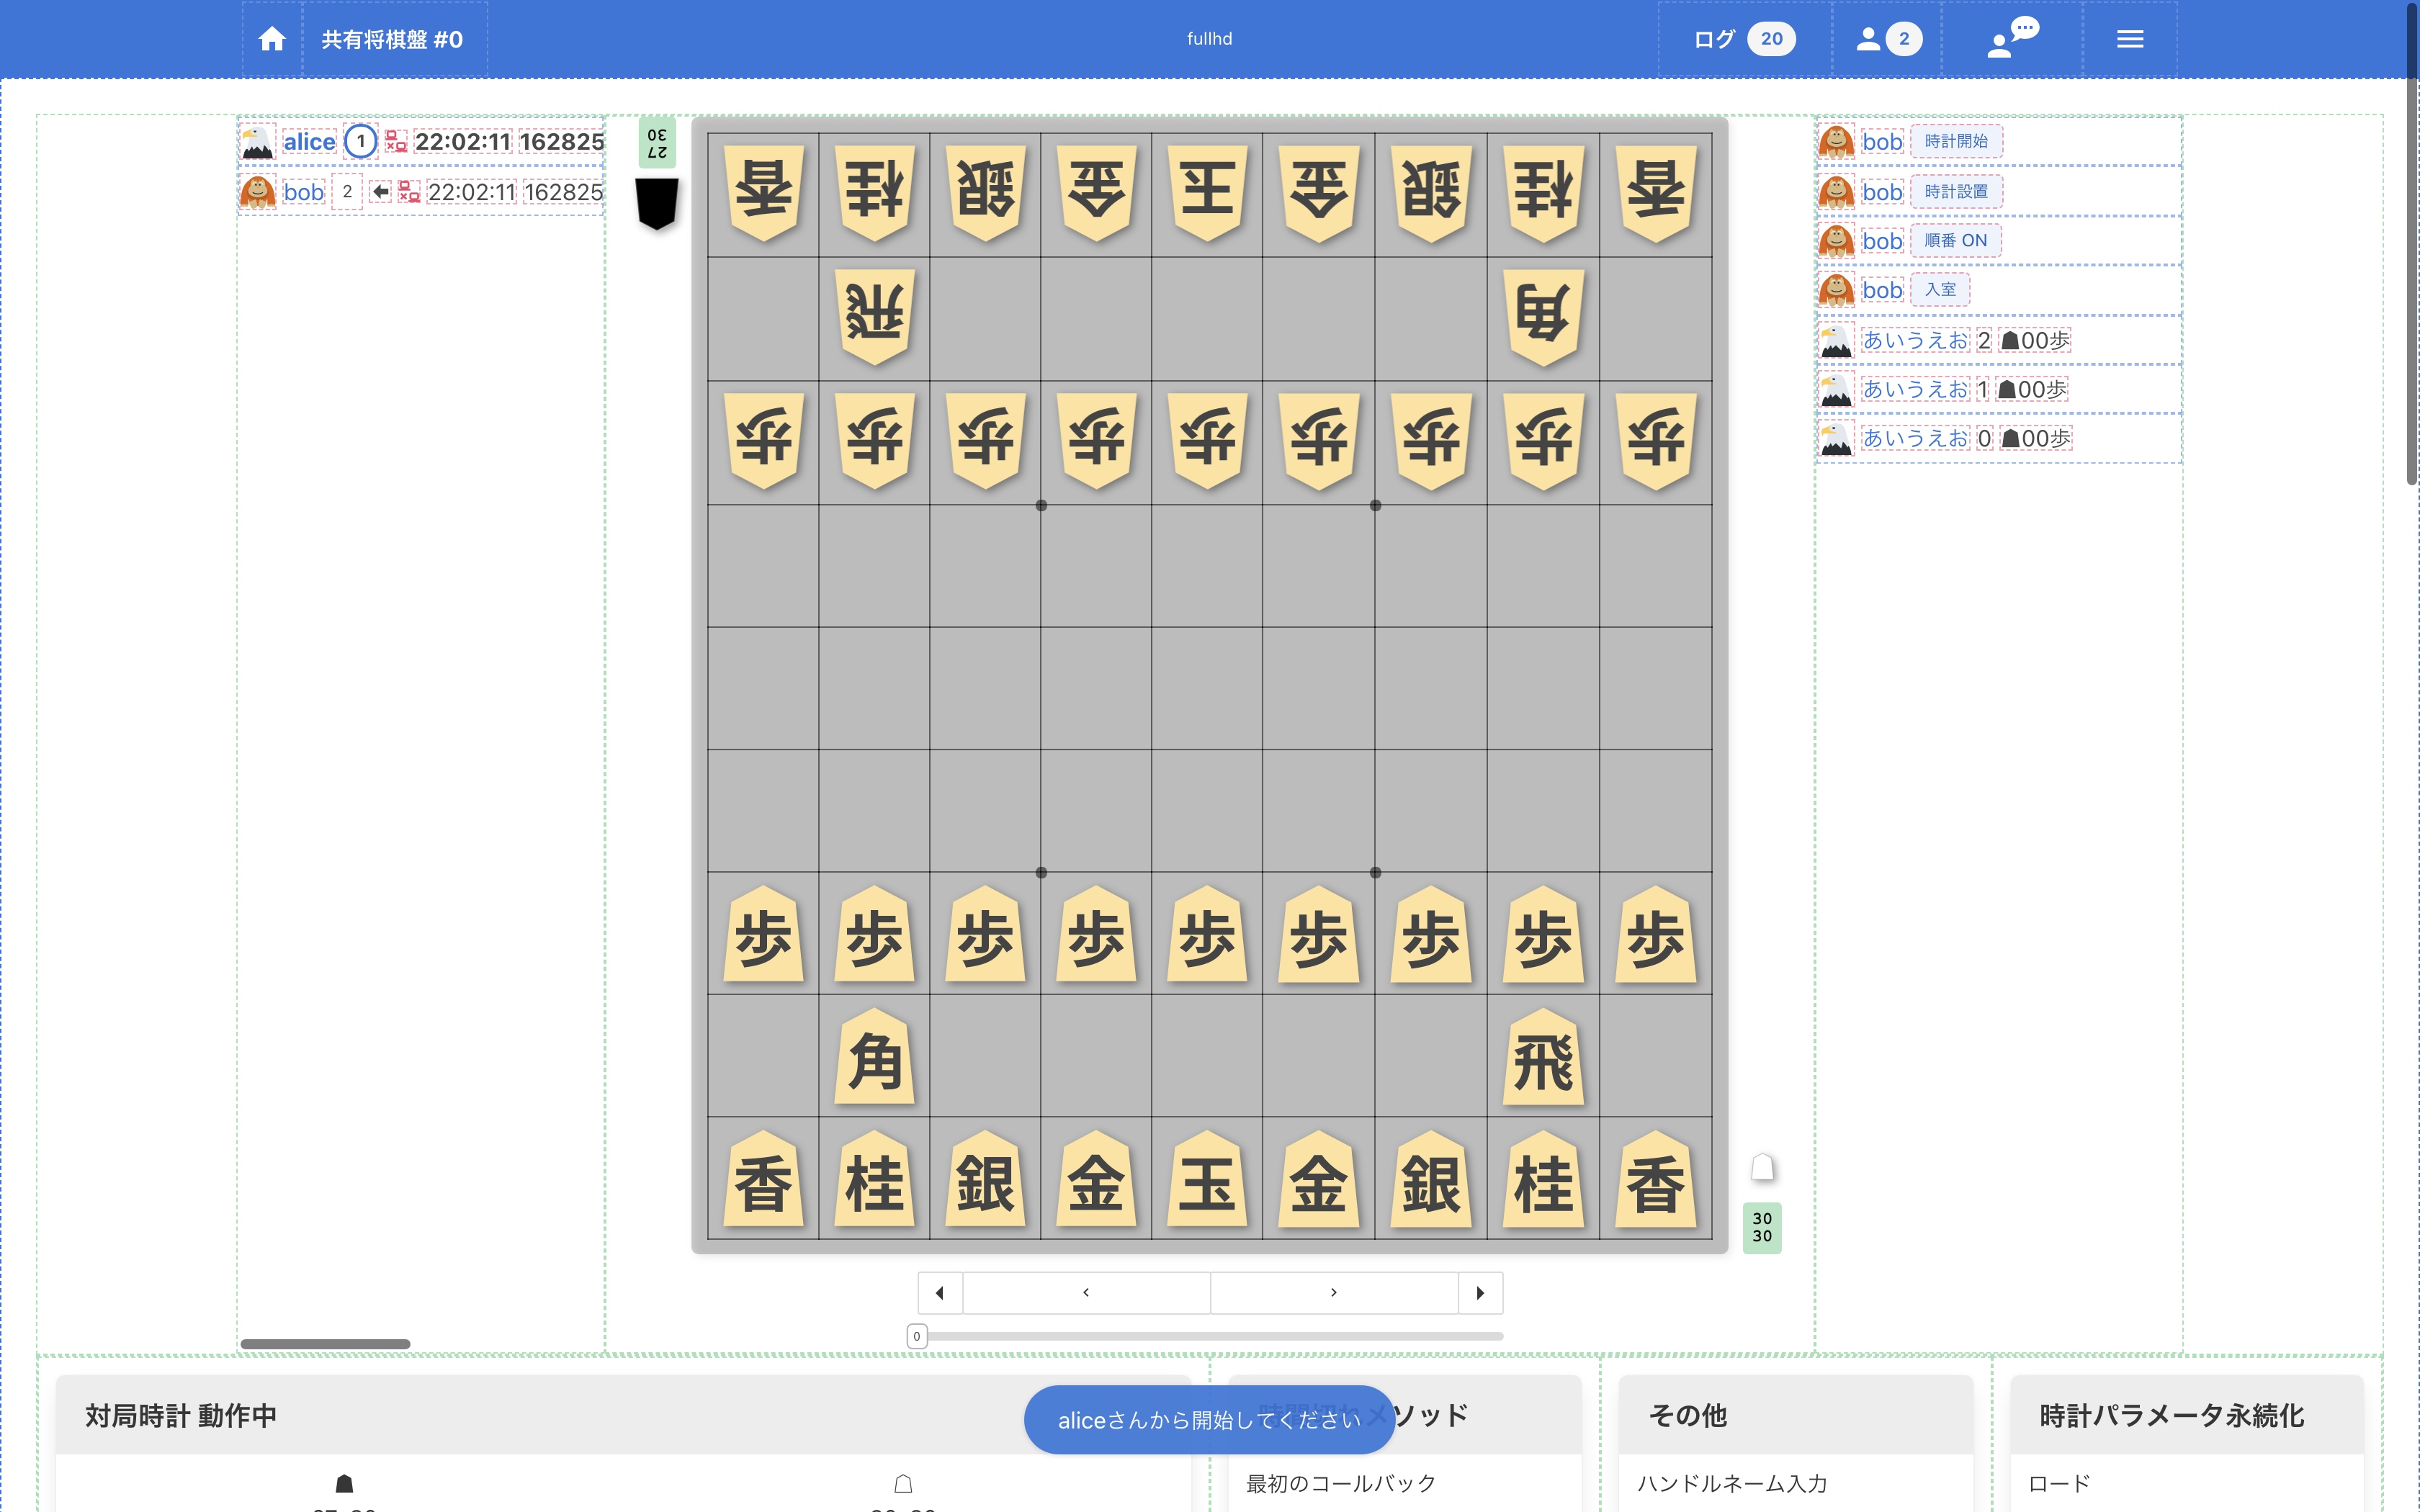 共有将棋盤 #0
fullhd
ログ 20
2
alice 1 22:02:11 162825
bob 2 22:02:11 162825
30
27
香 桂 銀 金 玉 金 銀 桂 香
飛 角
歩 歩 歩 歩 歩 歩 歩 歩 歩
歩 歩 歩 歩 歩 歩 歩 歩 歩
角 飛
香 桂 銀 金 玉 金 銀 桂 香
30
30
0
bob 時計開始
bob 時計設置
bob 順番 ON
bob 入室
あいうえお 2 ☗00歩
あいうえお 1 ☗00歩
あいうえお 0 ☗00歩
対局時計 動作中
aliceさんから開始してください
メソッド
最初のコールバック
その他
ハンドルネーム入力
時計パラメータ永続化
ロード